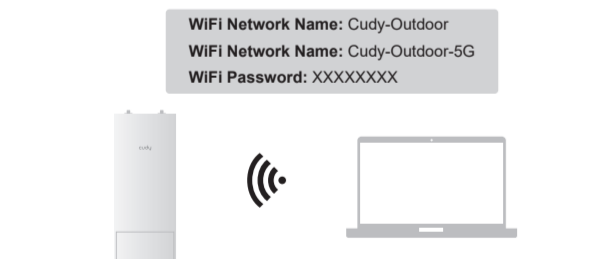 WiFi Network Name: Cudy-Outdoor
WiFi Network Name: Cudy-Outdoor-5G
WiFi Password: XXXXXXXX
cudy